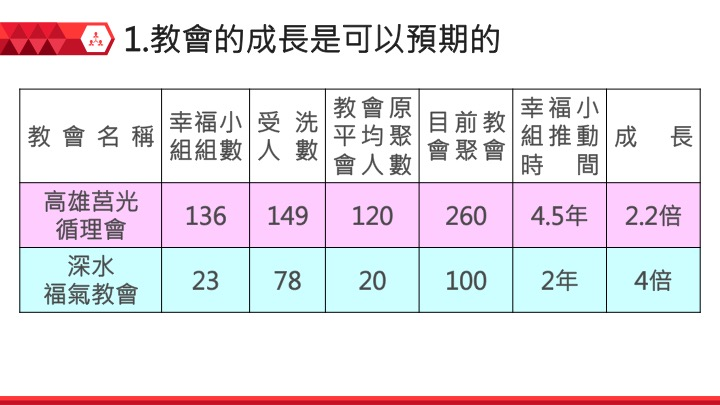 1.教會的成長是可以預期的
教會名稱
幸福小
組組數
受洗
人數
教會原
平均聚
會人數
目前教
會聚會
幸福小
組推動
時間
成長
高雄莒光
循理會
136
149
120
260
4.5年
2.2倍
深水
福氣教會
23
78
20
100
2年
4倍